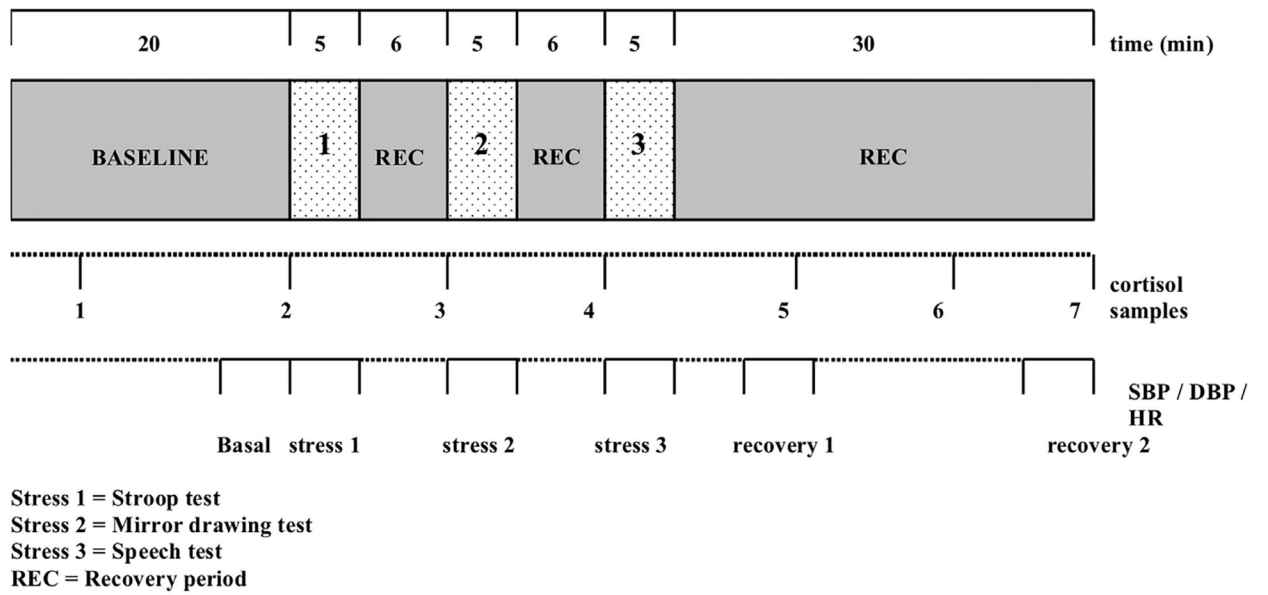 20 5 6 5 6 5 30 time (min)
BASELINE 1 REC 2 REC 3 REC
cortisol
1 2 3 4 5 6 7 samples
SBP / DBP /
HR
Basal stress 1 stress 2 stress 3 recovery 1 recovery 2
Stress 1 = Stroop test
Stress 2 = Mirror drawing test
Stress 3 = Speech test
REC = Recovery period